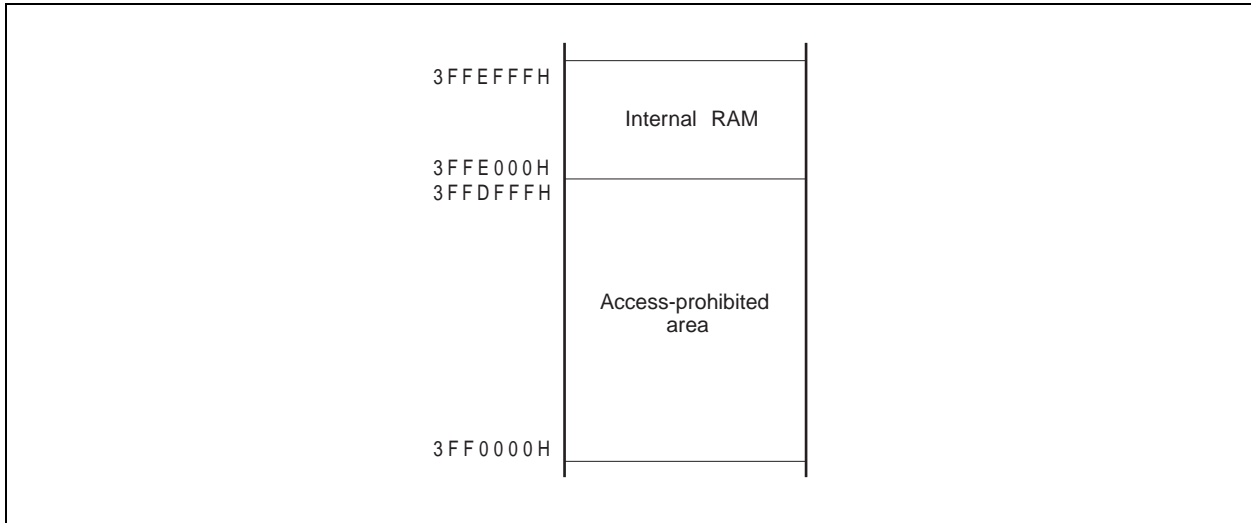 3FFEFFFH
Internal RAM
3FFE000H
3FFDFFFH
Access-prohibited
area
3FF0000H